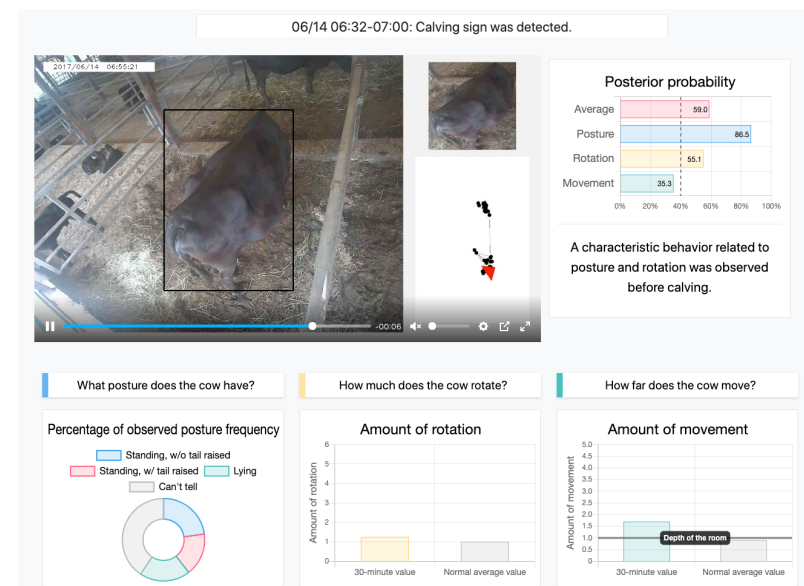 06/14 06:32-07:00: Calving sign was detected.
2017/06/14 06:55:21
-00:06
Posterior probability
Average
59.0
Posture
86.5
Rotation
55.1
Movement
35.3
0% 20% 40% 60% 80% 100%
A characteristic behavior related to
posture and rotation was observed
before calving.
What posture does the cow have?
How much does the cow rotate?
How far does the cow move?
Percentage of observed posture frequency
Standing, w/o tail raised
Standing, w/ tail raised Lying
Can't tell
Amount of rotation
Amount of rotation
6
5
4
3
2
1
0
30-minute value Normal average value
Amount of movement
Amount of movement
5.0
4.5
4.0
3.5
3.0
2.5
2.0
1.5
1.0
0.5
0
Depth of the room
30-minute value Normal average value